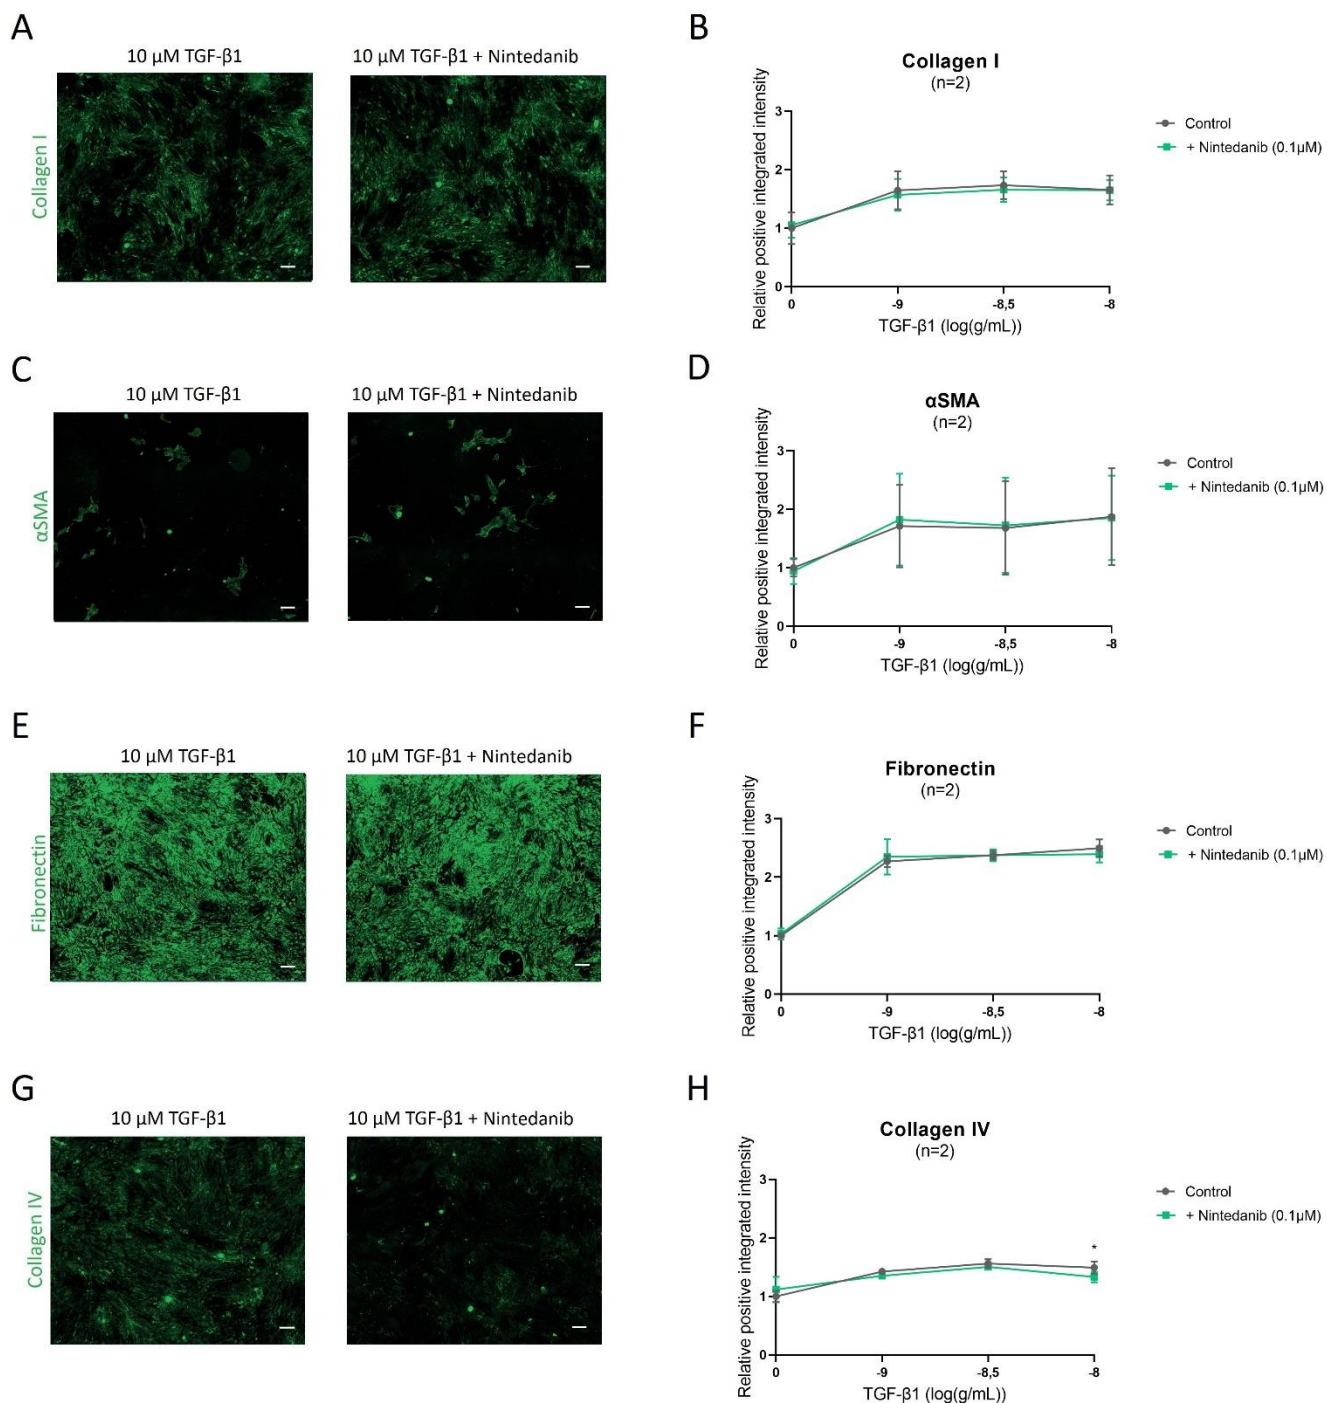 A
10 µM TGF-β1
10 µM TGF-β1 + Nintedanib
Collagen I
B
Collagen I
(n=2)
Relative positive integrated intensity
3
2
1
0
0
-9
-8,5
-8
TGF-β1 (log(g/mL))
Control
+ Nintedanib (0.1µM)
C
10 µM TGF-β1
10 µM TGF-β1 + Nintedanib
αSMA
D
αSMA
(n=2)
Relative positive integrated intensity
3
2
1
0
0
-9
-8,5
-8
TGF-β1 (log(g/mL))
Control
+ Nintedanib (0.1µM)
E
10 µM TGF-β1
10 µM TGF-β1 + Nintedanib
Fibronectin
F
Fibronectin
(n=2)
Relative positive integrated intensity
3
2
1
0
0
-9
-8,5
-8
TGF-β1 (log(g/mL))
Control
+ Nintedanib (0.1µM)
G
10 µM TGF-β1
10 µM TGF-β1 + Nintedanib
Collagen IV
H
Collagen IV
(n=2)
Relative positive integrated intensity
3
2
1
0
*
0
-9
-8,5
-8
TGF-β1 (log(g/mL))
Control
+ Nintedanib (0.1µM)